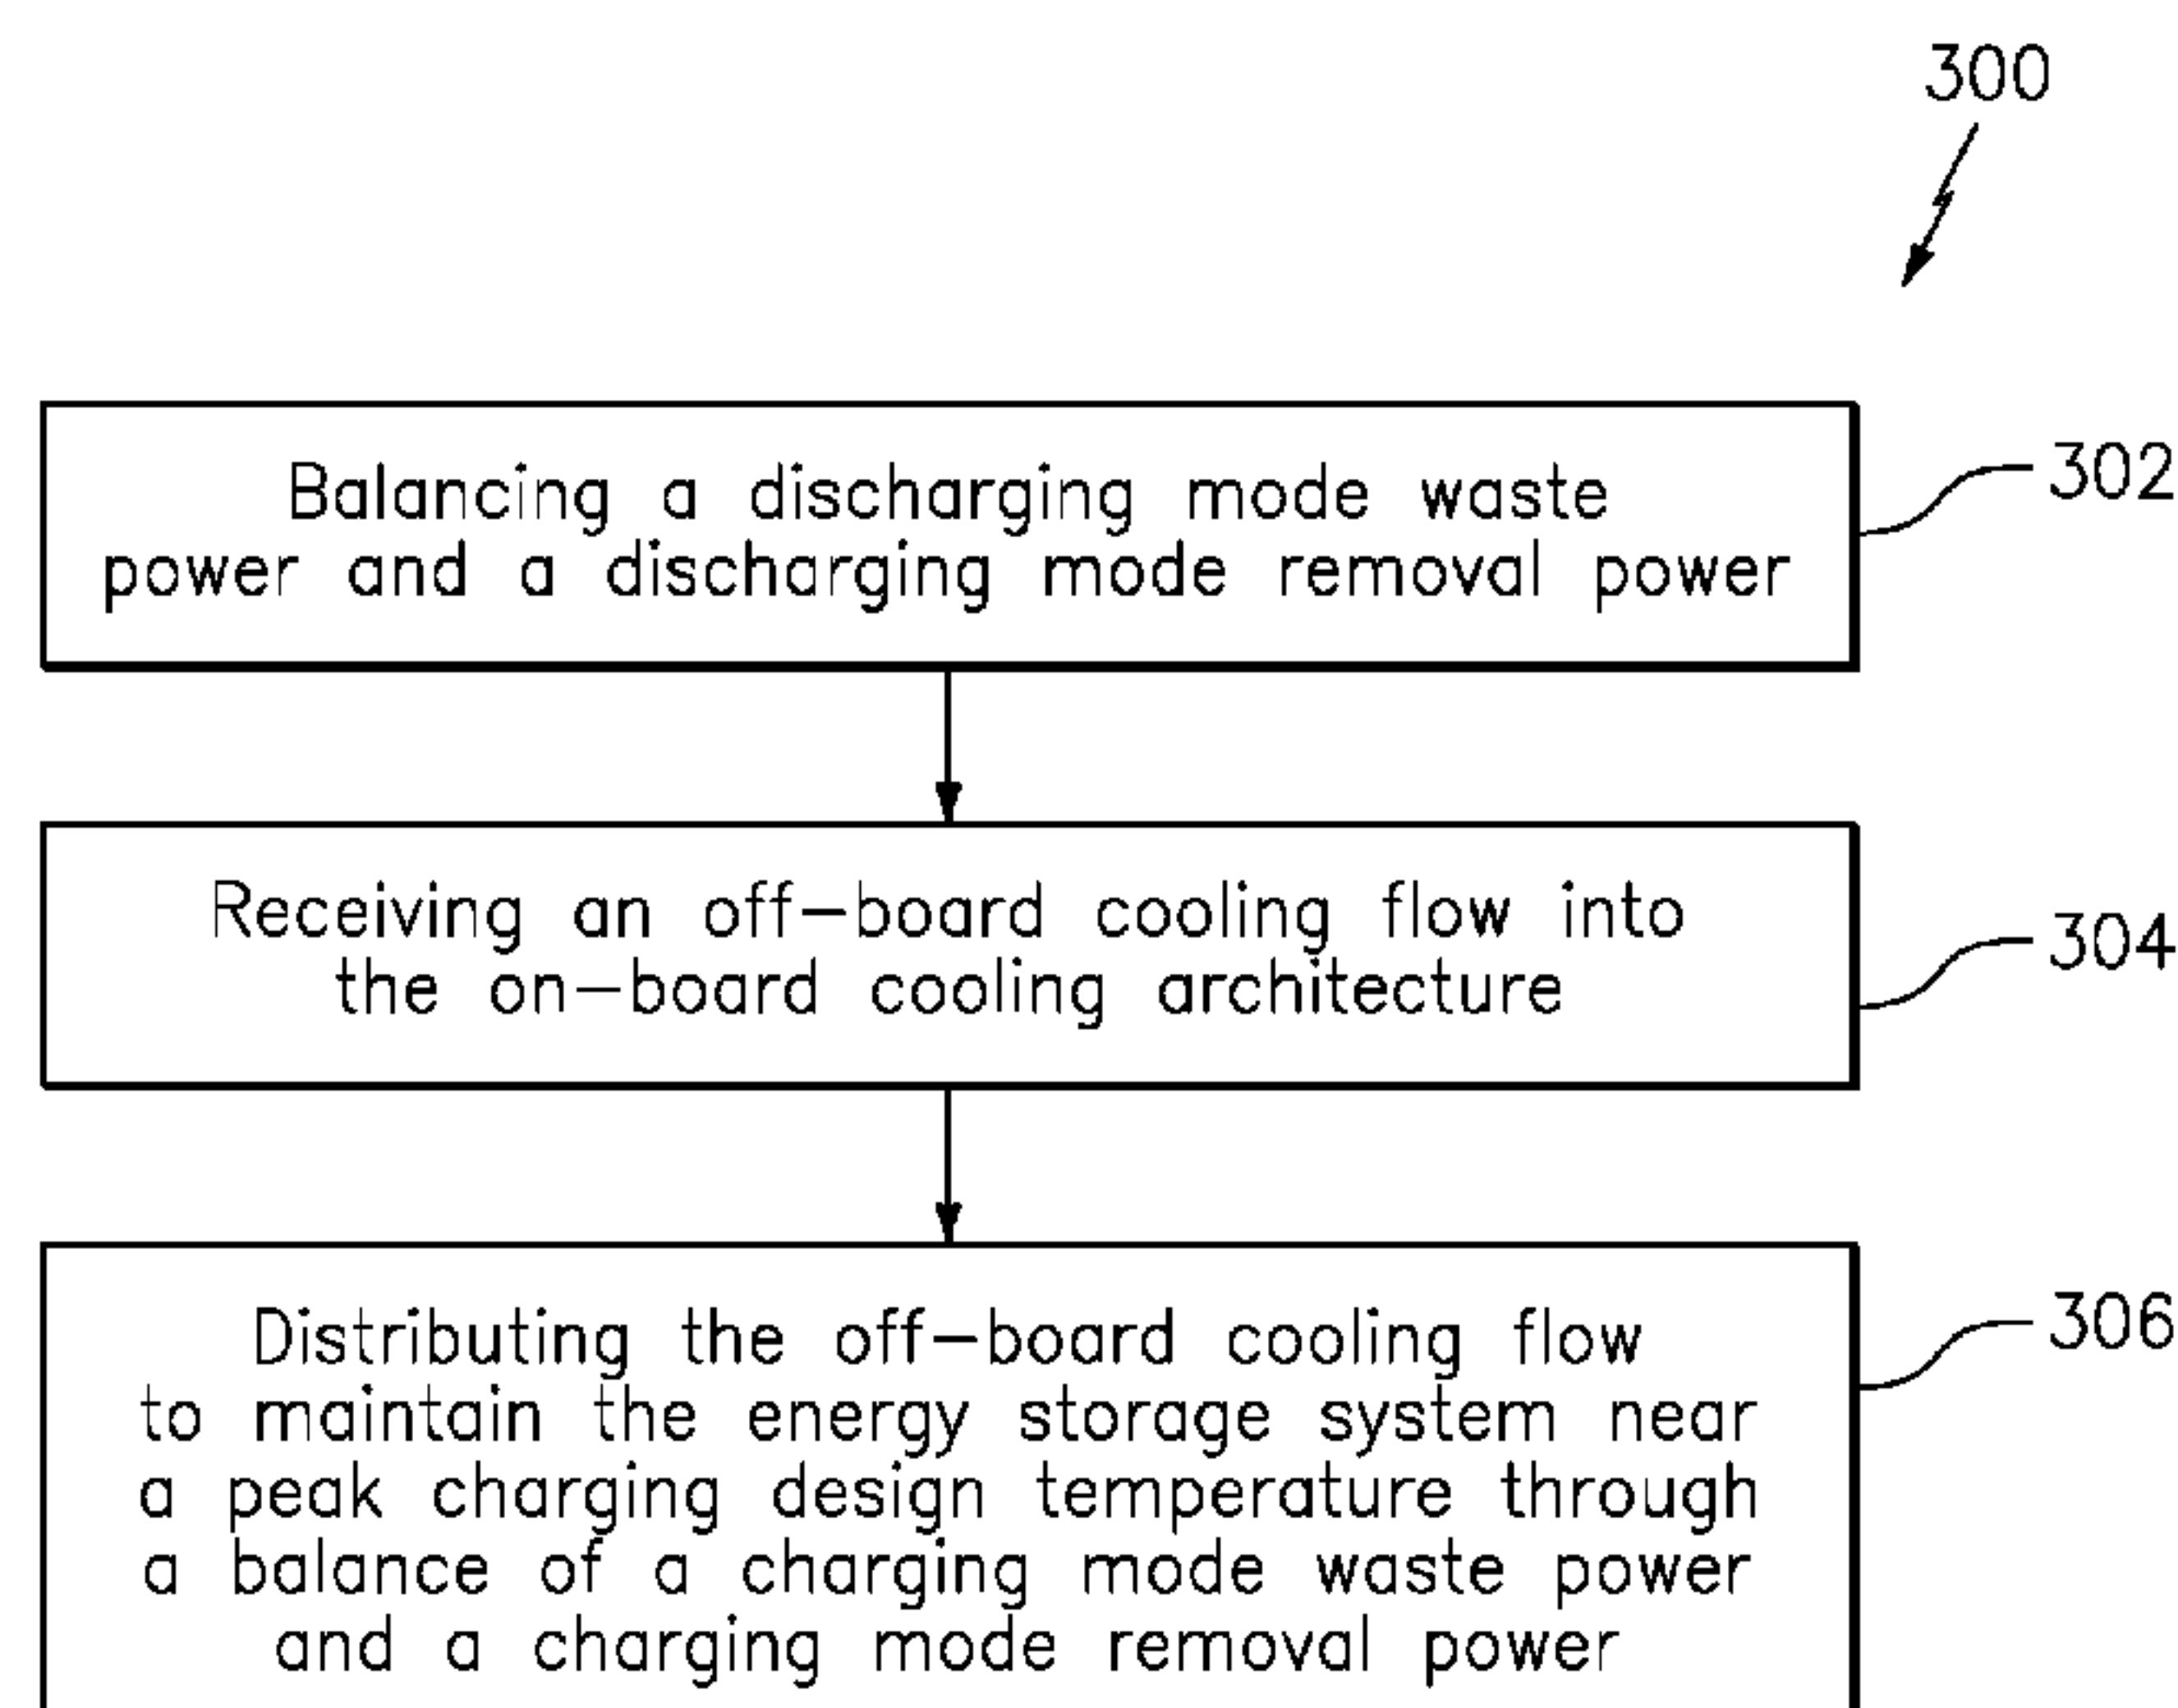 300
Balancing a discharging mode waste
power and a discharging mode removal power
302
Receiving an off-board cooling flow into
the on-board cooling architecture
304
Distributing the off-board cooling flow
to maintain the energy storage system near
a peak charging design temperature through
a balance of a charging mode waste power
and a charging mode removal power
306